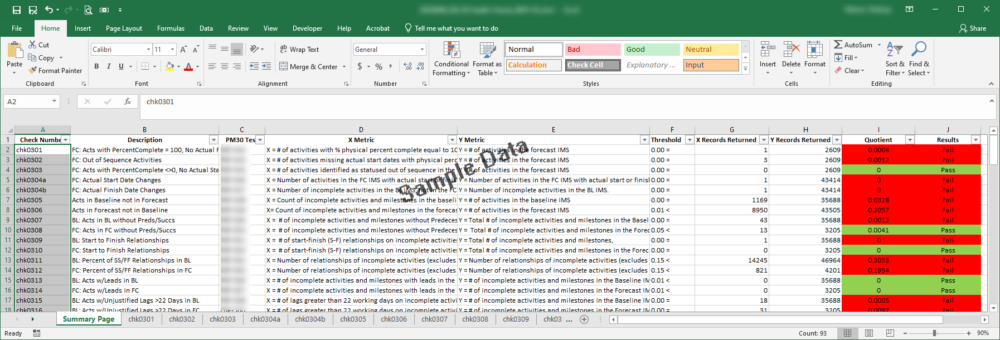 File Home Insert Page Layout Formulas Data Review View Developer Help Acrobat Tell me what you want to do Share
Paste Cut Copy Format Painter Clipboard
Calibri 11 A A B I U A Font
Wrap Text Merge & Center Alignment
General $ % , Number
Conditional Formatting Format as Table Normal Bad Good Neutral Calculation Check Cell Explanatory ... Input Styles
Insert Delete Format Cells
AutoSum Fill Clear Sort & Filter Find & Select Editing
A2 fx chk0301
A B C D E F G H I J
1 Check Numbe Description PM30 Tes X Metric Y Metric Threshold X Records Returned Y Records Returned Quotient Results
2 chk0301 FC: Acts with PercentComplete = 100, No Actual F X = # of activities with % physical percent complete equal to 10 Y = # of activities in the forecast IMS 0.00 = 1 2609 0.0004 Fail
3 chk0302 FC: Out of Sequence Activities X = # of activities missing actual start dates with physical perc Y = # of activities in the forecast IMS 0.00 = 3 2609 0.0012 Fail
4 chk0303 FC: Acts with PercentComplete <>0, No Actual Sta X = # of activities identified as statused out of sequence in the Y = # of activities in the forecast IMS 0.00 = 0 2609 0 Pass
5 chk0304a FC: Actual Start Date Changes X = Number of activities in the FC IMS with actual start or finis Y = Number of activities in the FC IMS with actual start or finisl 0.00 = 1 43414 0 Fail
6 chk0304b FC: Actual Finish Date Changes X = Number of incomplete activities in the BL IMS, not in the FC Y = Number of incomplete activities in the BL IMS. 0.00 = 1 43414 0 Fail
7 chk0305 Acts in Baseline not in Forecast X = Count of incomplete activities and milestones in the baseli Y = # of activities in the baseline IMS 0.00 = 1169 35688 0.0328 Fail
8 chk0306 Acts in Forecast not in Baseline X= Count of incomplete activities and milestones in the forecas Y = # of activities in the forecast IMS 0.01 < 8950 43505 0.2057 Fail
9 chk0307 BL: Acts in BL without Preds/Succs X = # of incomplete activities and milestones without Predeces Y = Total # of incomplete activities and milestones in the Basel 0.00 = 43 35688 0.0012 Fail
10 chk0308 FC: Acts in FC without Preds/Succs X = # of incomplete activities and milestones without Predeces Y = Total # of incomplete activities and milestones in the Forec 0.05 < 13 3205 0.0041 Pass
11 chk0309 BL: Start to Finish Relationships X = # of start-finish (S-F) relationships on incomplete activitie Y = Total # of incomplete activities and milestones, 0.00 = 1 35688 0 Fail
12 chk0310 FC: Start to Finish Relationships X = # of start-finish (S-F) relationships on incomplete activitie Y = Total # of incomplete activities and milestones in the Forec 0.00 = 0 3205 0 Pass
13 chk0311 BL: Percent of SS/FF Relationships in BL X = Number of relationships of incomplete activities (excludes Y = Number of relationships of incomplete activities (excludes 0.15 < 14245 46964 0.3033 Fail
14 chk0312 FC: Percent of SS/FF Relationships in FC X = Number of relationships of incomplete activities (excludes Y = Number of relationships of incomplete activities (excludes 0.15 < 821 4201 0.1954 Fail
15 chk0313 BL: Acts w/Leads in BL X = # of incomplete activities and milestones with leads in the Y = # of incomplete activities and milestones in the Baseline IM 0.01 < 0 35688 0 Pass
16 chk0314 FC: Acts w/Leads in FC X = # of incomplete activities and milestones with leads in the Y = # of incomplete activities and milestones in the Forecast IM 0.01 < 0 3205 0 Pass
17 chk0315 BL: Acts w/Unjustified Lags >22 Days in BL X = # of lags greater than 22 working days on incomplete activi Y = # of incomplete activities and milestones in the Baseline IM 0.00 = 18 35688 0.0005 Fail
18 chk0316 FC: Acts w/Unjustified Lags >22 Days in FC X = # of lags greater than 22 working days on incomplete activi Y = # of incomplete activities and milestones in the Forecast IM 0.00 = 31 3205 0.0097 Fail
Sample Data
Summary Page chk0301 chk0302 chk0303 chk0304a chk0304b chk0305 chk0306 chk0307 chk0308 chk0309 chk03 ...
Ready Count: 93 90%